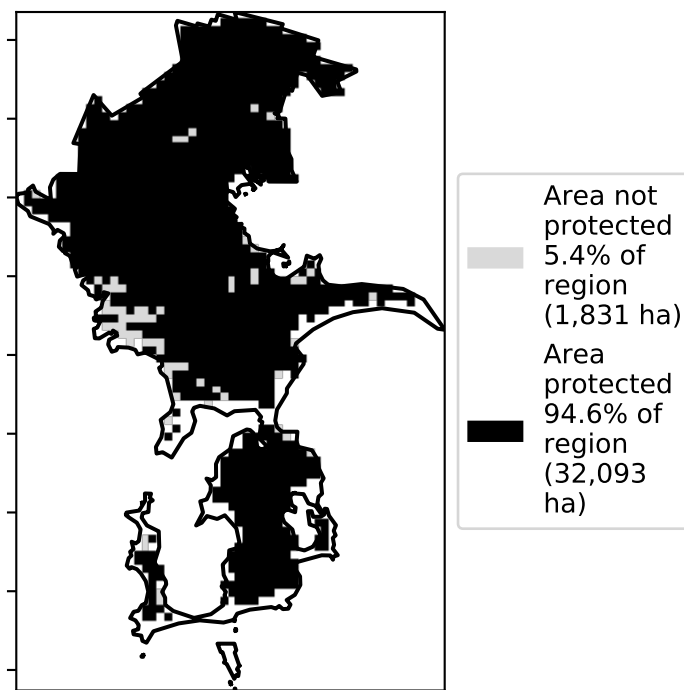 Area not
protected
5.4% of
region
(1,831 ha)
Area
protected
94.6% of
region
(32,093
ha)